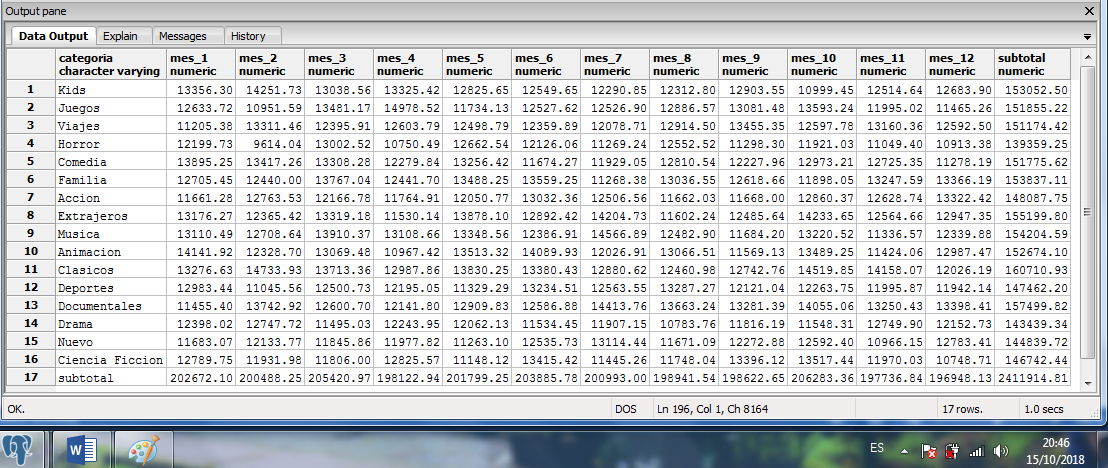 Output pane
Data Output Explain Messages History
categoria mes_1 mes_2 mes_3 mes_4 mes_5 mes_6 mes_7 mes_8 mes_9 mes_10 mes_11 mes_12 subtotal
character varying numeric numeric numeric numeric numeric numeric numeric numeric numeric numeric numeric numeric numeric
1 Kids 13356.30 14251.73 13038.56 13325.42 12825.65 12549.65 12290.85 12312.80 12903.55 10999.45 12514.64 12683.90 153052.50
2 Juegos 12633.72 10951.59 13481.17 14978.52 11734.13 12527.62 12526.90 12886.57 13081.48 13593.24 11995.02 11465.26 151855.22
3 Viajes 11205.38 13311.46 12395.91 12603.79 12498.79 12359.89 12078.71 12914.50 13455.35 12597.78 13160.36 12592.50 151174.42
4 Horror 12199.73 9614.04 13002.52 10750.49 12662.54 12126.06 11269.24 12552.52 11298.30 11921.03 11049.40 10913.38 139359.25
5 Comedia 13895.25 13417.26 13308.28 12279.84 13256.42 11674.27 11929.05 12810.54 12227.96 12973.21 12725.35 11278.19 151775.62
6 Familia 12705.45 12440.00 13767.04 12441.70 13488.25 13559.25 11268.38 13036.55 12618.66 11898.05 13247.59 13366.19 153837.11
7 Accion 11661.28 12763.53 12166.78 11764.91 12050.77 13032.36 12506.56 11662.03 11668.00 12860.37 12628.74 13322.42 148087.75
8 Extrajeros 13176.27 12365.42 13319.18 11530.14 13878.10 12892.42 14204.73 11602.24 12485.64 14233.65 12564.66 12947.35 155199.80
9 Musica 13110.49 12708.64 13910.37 13108.66 13348.56 12386.91 14566.89 12482.90 11684.20 13220.52 11336.57 12339.88 154204.59
10 Animacion 14141.92 12328.70 13069.48 10967.42 13513.32 14089.93 12026.91 13066.51 11569.13 13489.25 11424.06 12987.47 152674.10
11 Clasicos 13276.63 14733.93 13713.36 12987.86 13830.25 13380.43 12880.62 12460.98 12742.76 14519.85 14158.07 12026.19 160710.93
12 Deportes 12983.44 11045.56 12500.73 12195.05 11329.29 13234.51 12563.55 13287.27 12121.04 12263.75 11995.87 11942.14 147462.20
13 Documentales 11455.40 13742.92 12600.70 12141.80 12909.83 12586.88 14413.76 13663.24 13281.39 14055.06 13250.43 13398.41 157499.82
14 Drama 12398.02 12747.72 11495.03 12243.95 12062.13 11534.45 11907.15 10783.76 11816.19 11548.31 12749.90 12152.73 143439.34
15 Nuevo 11683.07 12133.77 11845.86 11977.82 11263.10 12535.73 13114.44 11671.09 12272.88 12592.40 10966.15 12783.41 144839.72
16 Ciencia Ficcion 12789.75 11931.98 11806.00 12825.57 11148.12 13415.42 11445.26 11748.04 13396.12 13517.44 11970.03 10748.71 146742.44
17 subtotal 202672.10 200488.25 205420.97 198122.94 201799.25 203885.78 200993.00 198941.54 198622.65 206283.36 197736.84 196948.13 2411914.81
OK. DOS Ln 196, Col 1, Ch 8164 17 rows. 1.0 secs
W ES 20:46
15/10/2018